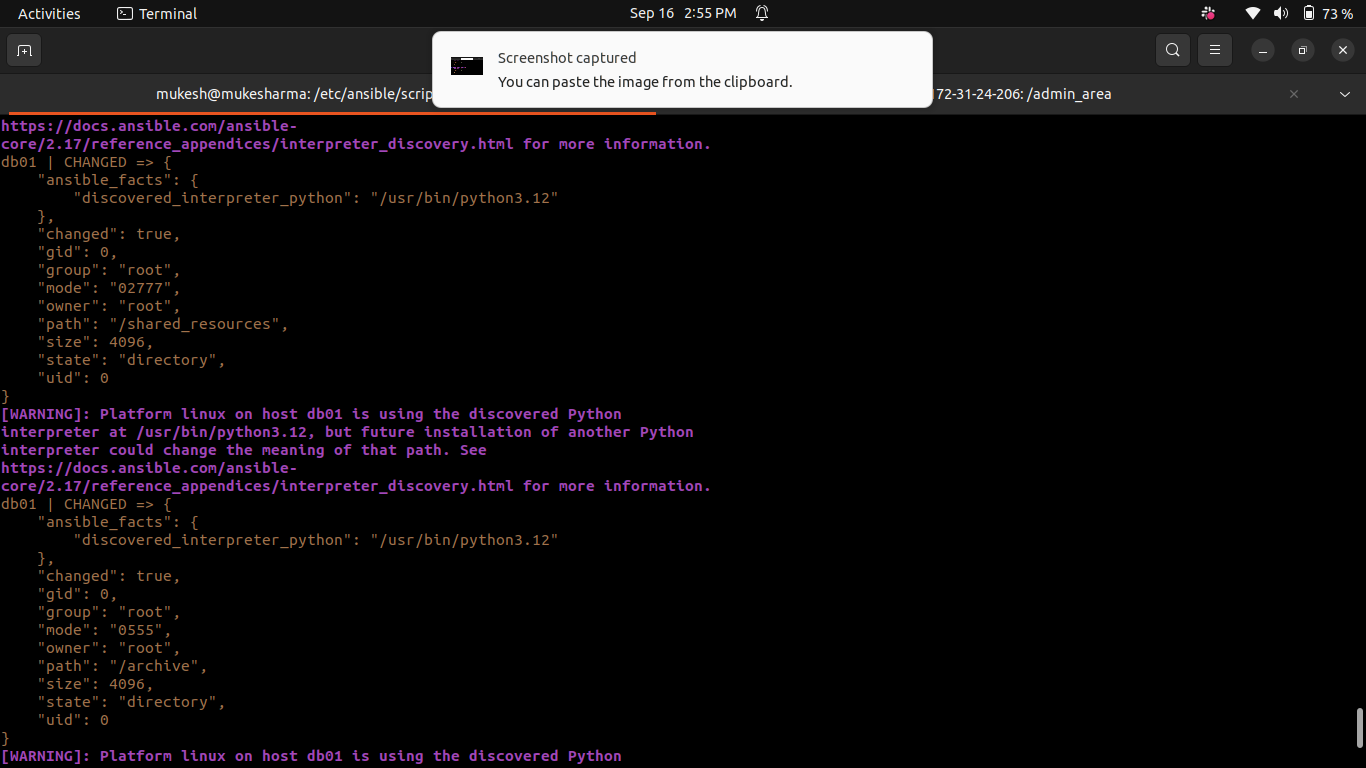 Activities Terminal Sep 16 2:55 PM 73 %
Screenshot captured
You can paste the image from the clipboard.
mukesh@mukesharma: /etc/ansible/scrip 172-31-24-206: /admin_area
https://docs.ansible.com/ansible-
core/2.17/reference_appendices/interpreter_discovery.html for more information.
db01 | CHANGED => {
    "ansible_facts": {
        "discovered_interpreter_python": "/usr/bin/python3.12"
    },
    "changed": true,
    "gid": 0,
    "group": "root",
    "mode": "02777",
    "owner": "root",
    "path": "/shared_resources",
    "size": 4096,
    "state": "directory",
    "uid": 0
}
[WARNING]: Platform linux on host db01 is using the discovered Python
interpreter at /usr/bin/python3.12, but future installation of another Python
interpreter could change the meaning of that path. See
https://docs.ansible.com/ansible-
core/2.17/reference_appendices/interpreter_discovery.html for more information.
db01 | CHANGED => {
    "ansible_facts": {
        "discovered_interpreter_python": "/usr/bin/python3.12"
    },
    "changed": true,
    "gid": 0,
    "group": "root",
    "mode": "0555",
    "owner": "root",
    "path": "/archive",
    "size": 4096,
    "state": "directory",
    "uid": 0
}
[WARNING]: Platform linux on host db01 is using the discovered Python